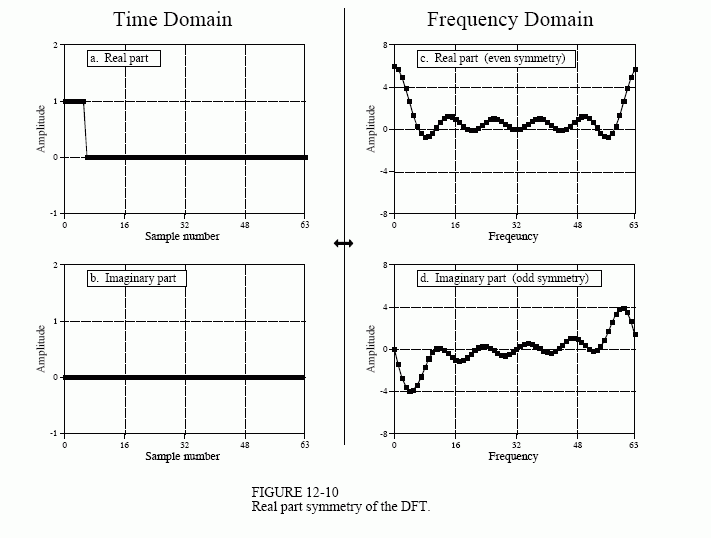 Time Domain
Frequency Domain
a. Real part
2
1
0
-1
Amplitude
0 16 32 48 63
Sample number
c. Real part (even symmetry)
8
4
0
-4
-8
Amplitude
0 16 32 48 63
Freqeuncy
b. Imaginary part
2
1
0
-1
Amplitude
0 16 32 48 63
Sample number
d. Imaginary part (odd symmetry)
8
4
0
-4
-8
Amplitude
0 16 32 48 63
Frequency
FIGURE 12-10
Real part symmetry of the DFT.